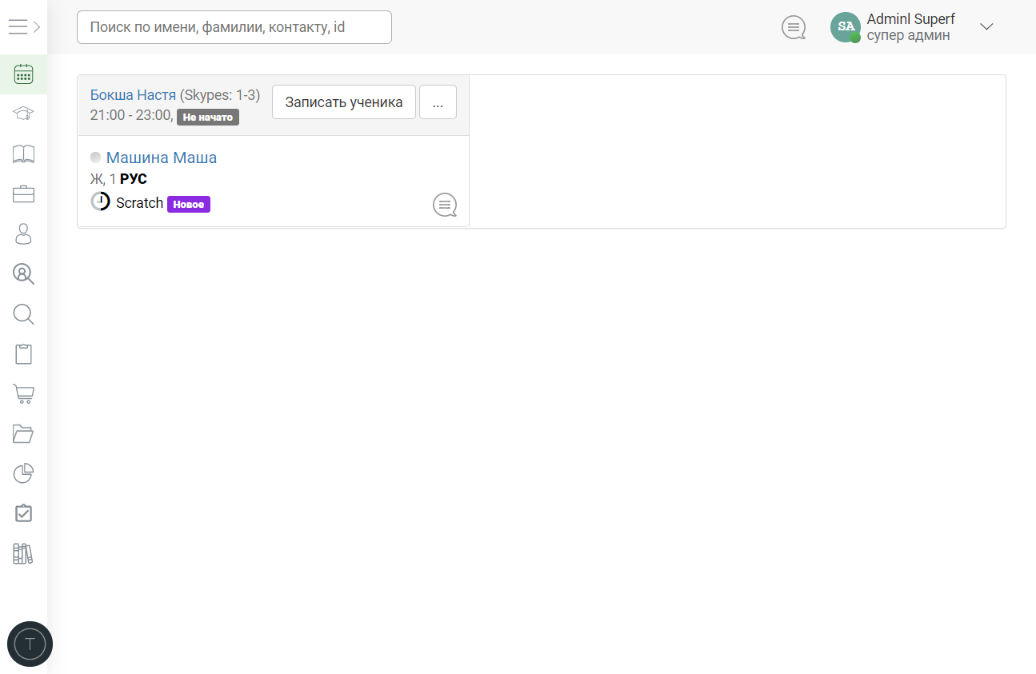 Поиск по имени, фамилии, контакту, id
SA
Adminl Superf
супер админ
Бокша Настя (Skypes: 1-3)
21:00 - 23:00, Не начато
Записать ученика
...
Машина Маша
Ж, 1 РУС
Scratch Новое
T